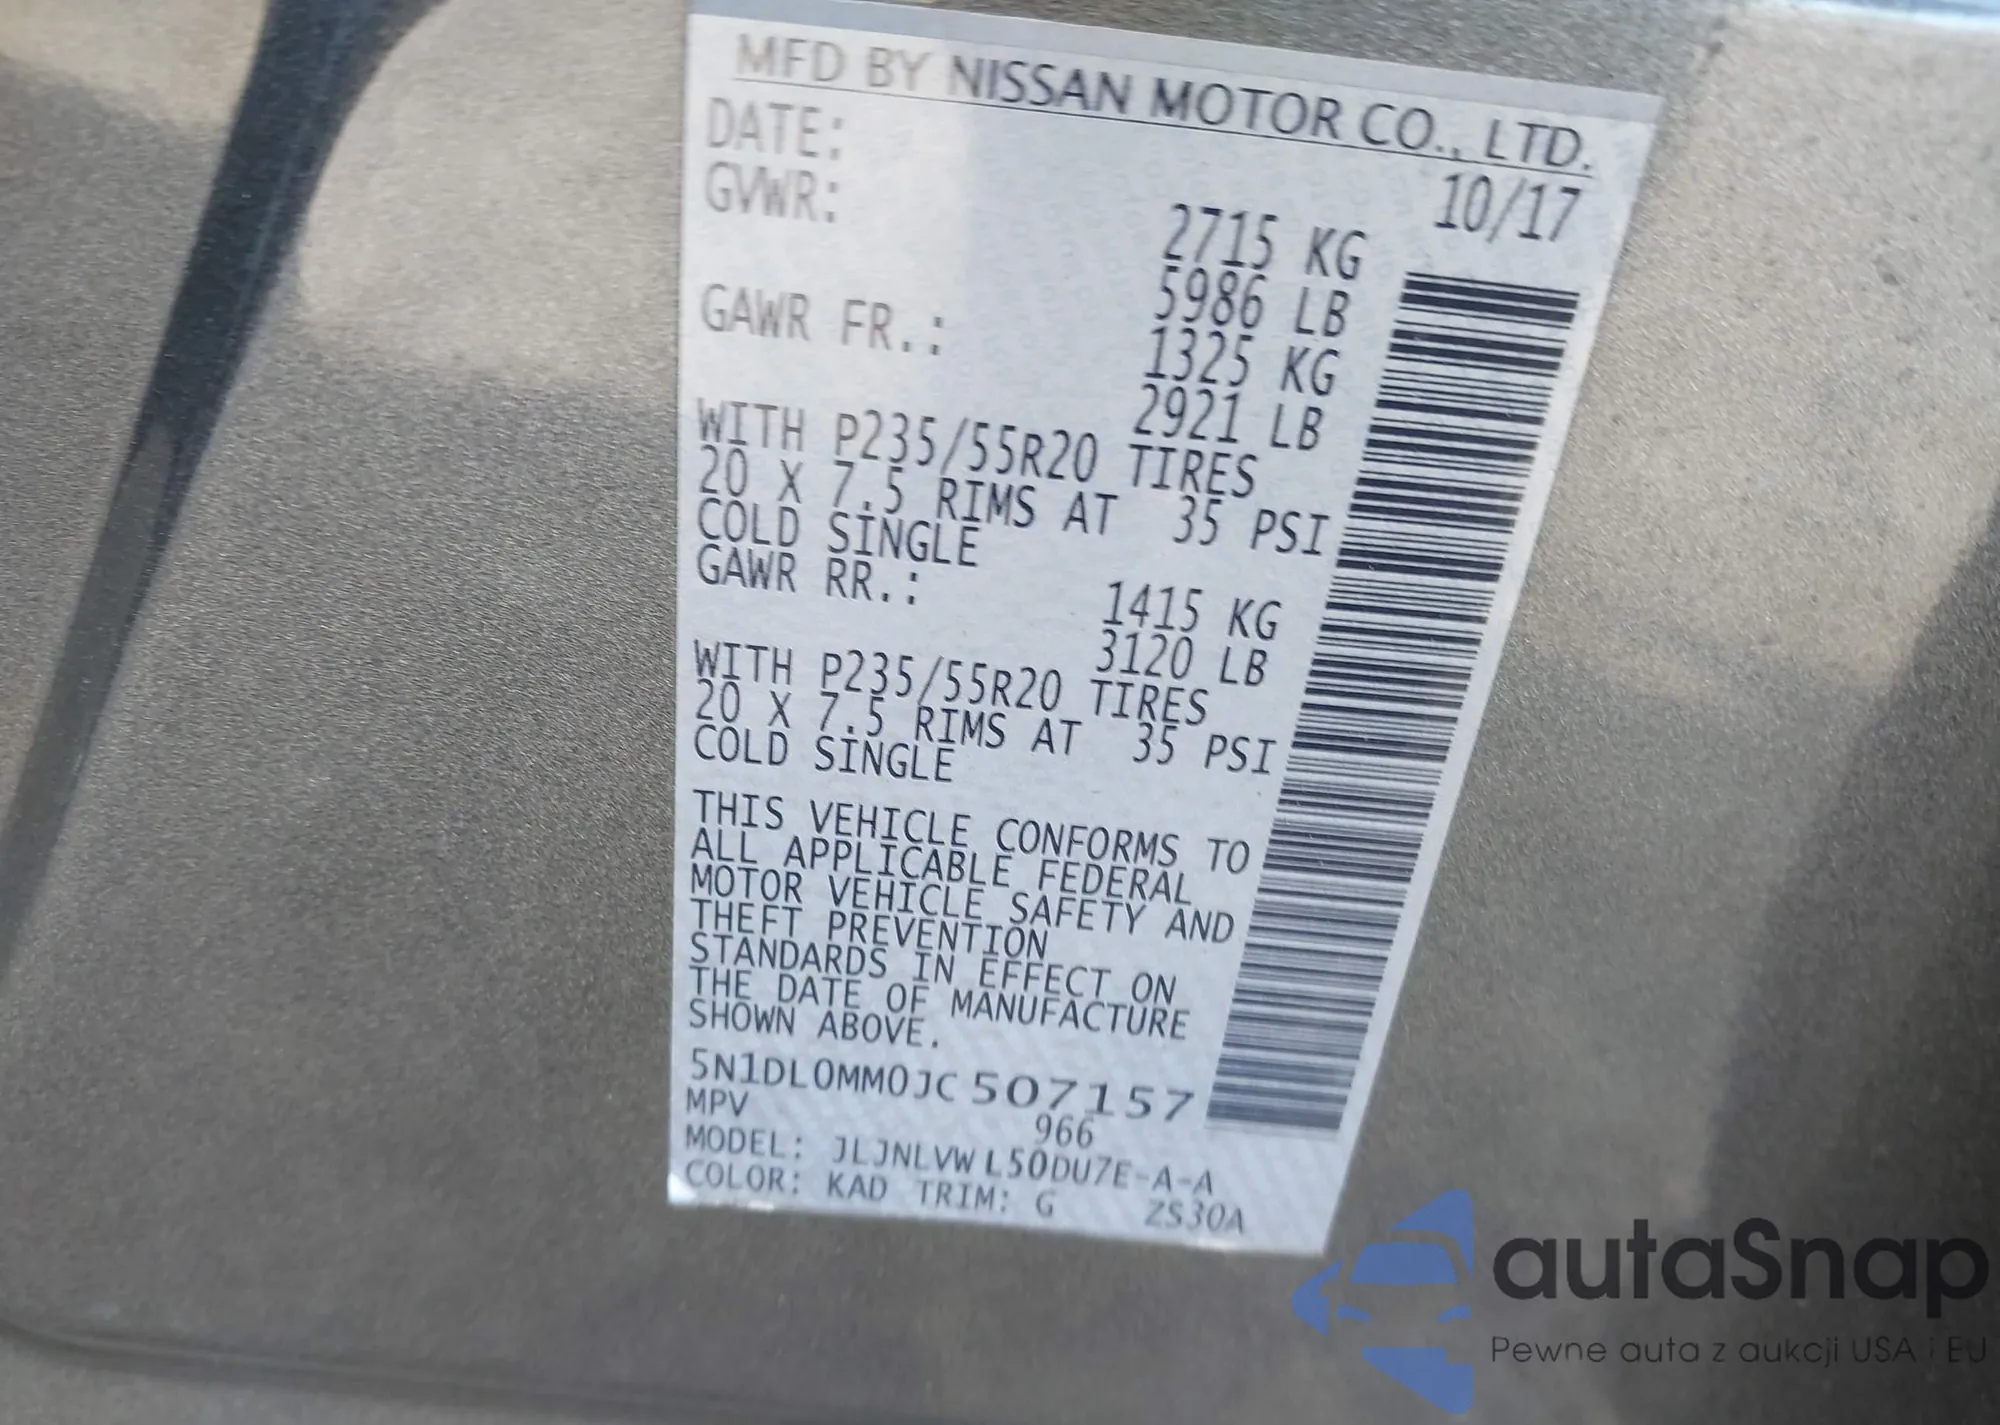 MFD BY NISSAN MOTOR CO., LTD.
DATE: 10/17
GVWR: 2715 KG
5986 LB
GAWR FR.: 1325 KG
2921 LB
WITH P235/55R20 TIRES
20 X 7.5 RIMS AT 35 PSI
COLD SINGLE
GAWR RR.: 1415 KG
3120 LB
WITH P235/55R20 TIRES
20 X 7.5 RIMS AT 35 PSI
COLD SINGLE
THIS VEHICLE CONFORMS TO
ALL APPLICABLE FEDERAL
MOTOR VEHICLE SAFETY AND
THEFT PREVENTION
STANDARDS IN EFFECT ON
THE DATE OF MANUFACTURE
SHOWN ABOVE.
5N1DL0MM0JC507157
MPV 966
MODEL: JLJNLVWL50DU7E-A-A
COLOR: KAD TRIM: G ZS30A
autaSnap
Pewne auta z aukcji USA i EU